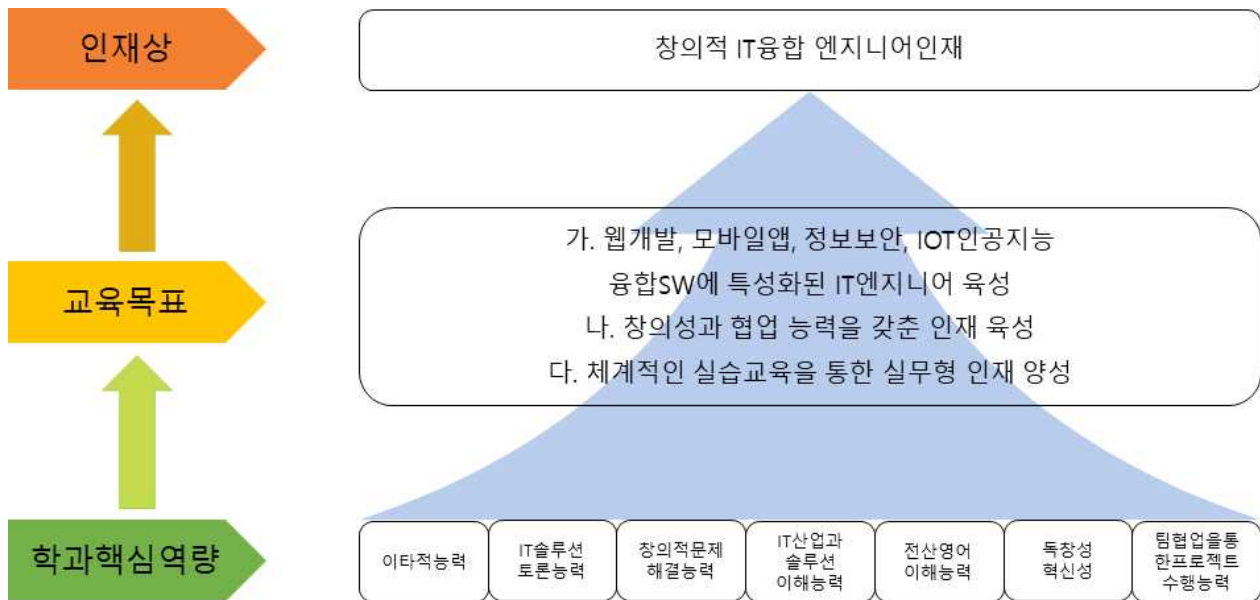 인재상
창의적 IT융합 엔지니어인재
교육목표
가. 웹개발, 모바일앱, 정보보안, IOT인공지능
융합SW에 특성화된 IT엔지니어 육성
나. 창의성과 협업 능력을 갖춘 인재 육성
다. 체계적인 실습교육을 통한 실무형 인재 양성
학과핵심역량
이타적능력
IT솔루션
토론능력
창의적문제
해결능력
IT산업과
솔루션
이해능력
전산영어
이해능력
독창성
혁신성
팀협업을통
한프로젝트
수행능력